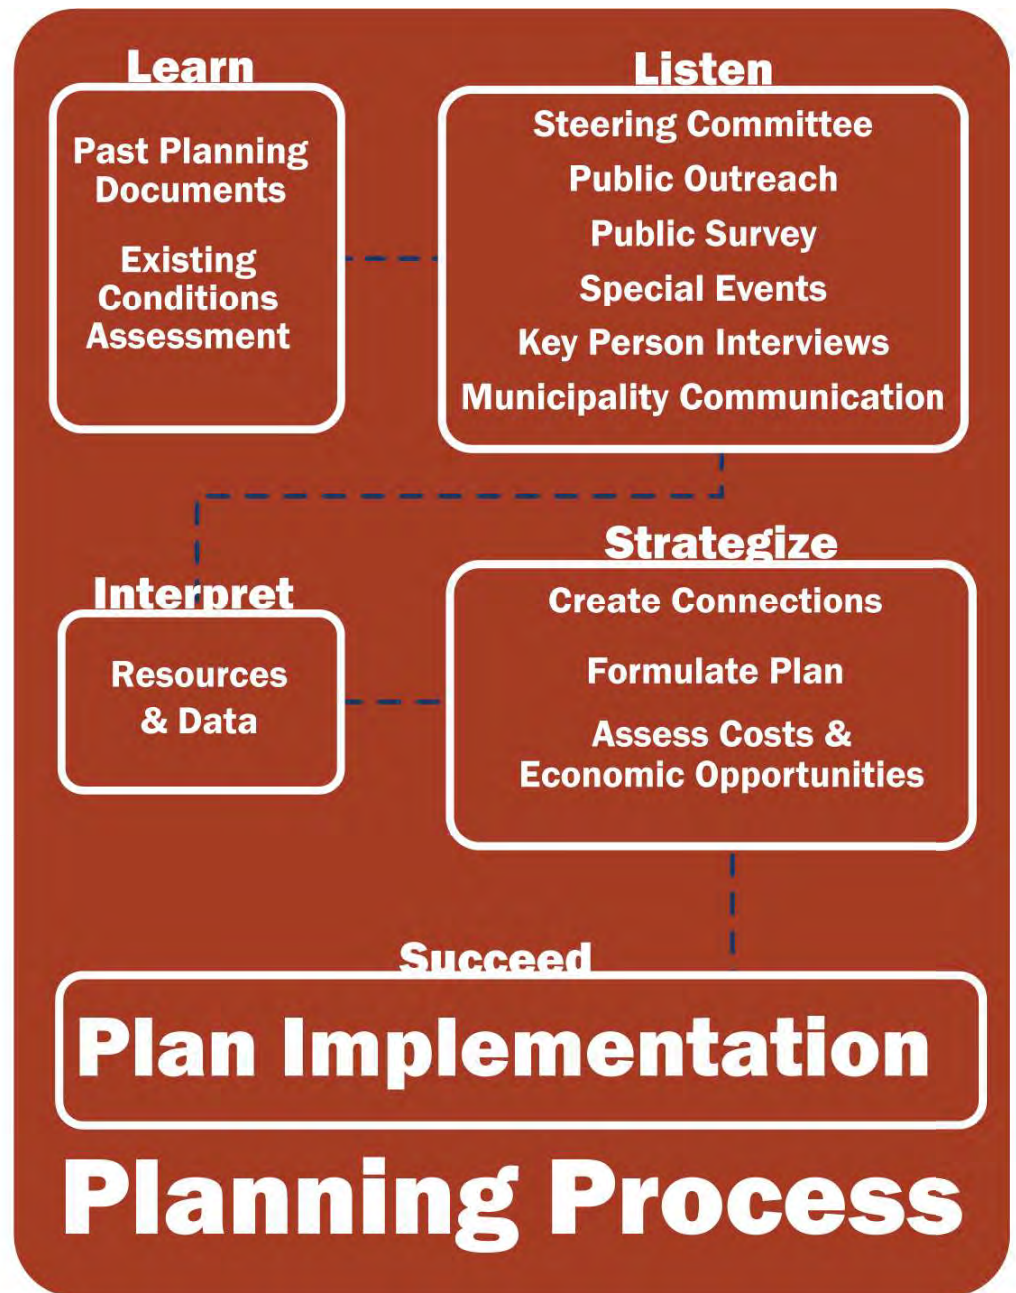 Learn
Past Planning
Documents
Existing
Conditions
Assessment
Listen
Steering Committee
Public Outreach
Public Survey
Special Events
Key Person Interviews
Municipality Communication
Interpret
Resources
& Data
Strategize
Create Connections
Formulate Plan
Assess Costs &
Economic Opportunities
Succeed
Plan Implementation
Planning Process